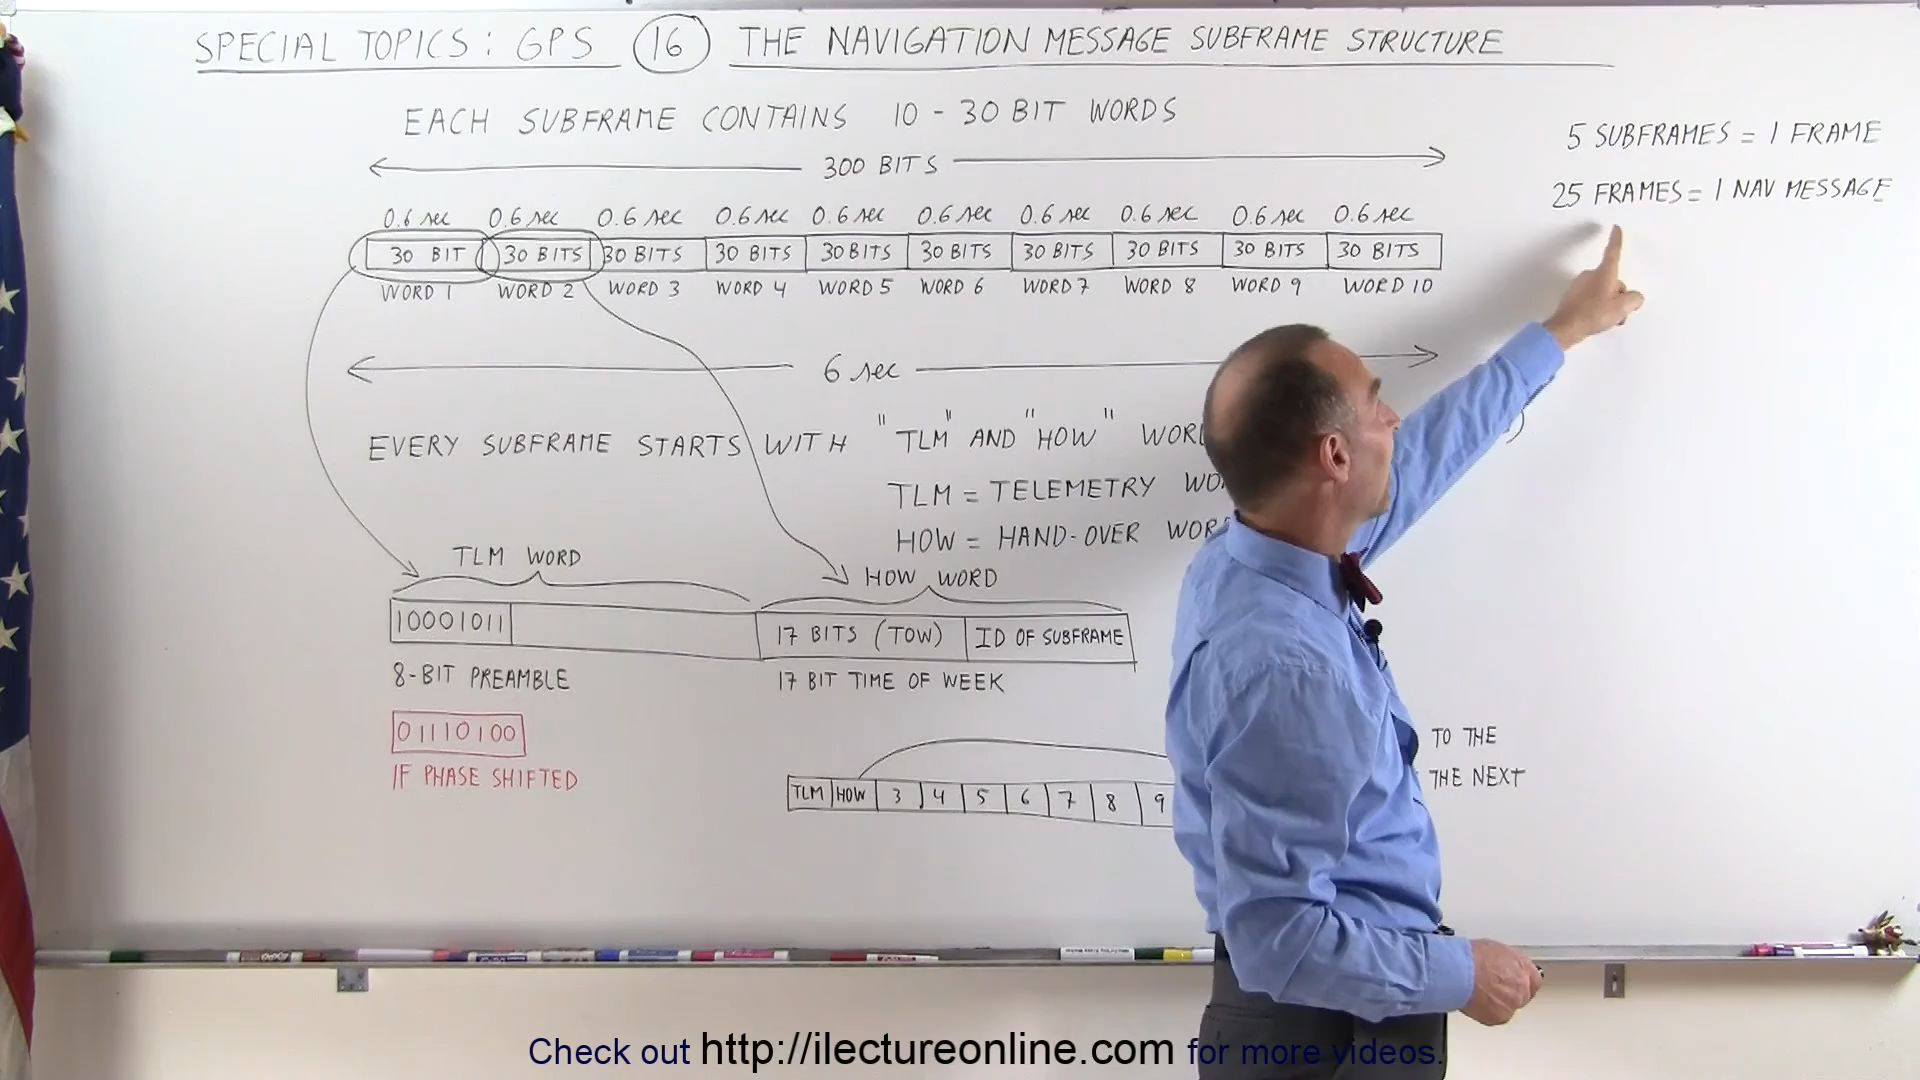 SPECIAL TOPICS: GPS 16 THE NAVIGATION MESSAGE SUBFRAME STRUCTURE
EACH SUBFRAME CONTAINS 10 - 30 BIT WORDS
5 SUBFRAMES = 1 FRAME
25 FRAMES = 1 NAV MESSAGE
300 BITS
0.6 sec 0.6 sec 0.6 sec 0.6 sec 0.6 sec 0.6 sec 0.6 sec 0.6 sec 0.6 sec 0.6 sec
30 BIT 30 BITS 30 BITS 30 BITS 30 BITS 30 BITS 30 BITS 30 BITS 30 BITS 30 BITS
WORD 1 WORD 2 WORD 3 WORD 4 WORD 5 WORD 6 WORD 7 WORD 8 WORD 9 WORD 10
6 sec
EVERY SUBFRAME STARTS WITH "TLM" AND "HOW"
TLM = TELEMETRY
HOW = HAND-OVER
TLM WORD
HOW WORD
10001011 17 BITS (TOW) ID OF SUBFRAME
8-BIT PREAMBLE 17 BIT TIME OF WEEK
01110100
IF PHASE SHIFTED
TO THE
THE NEXT
TLM HOW 3 4 5 6 7 8 9
Check out http://ilectureonline.com for more videos.